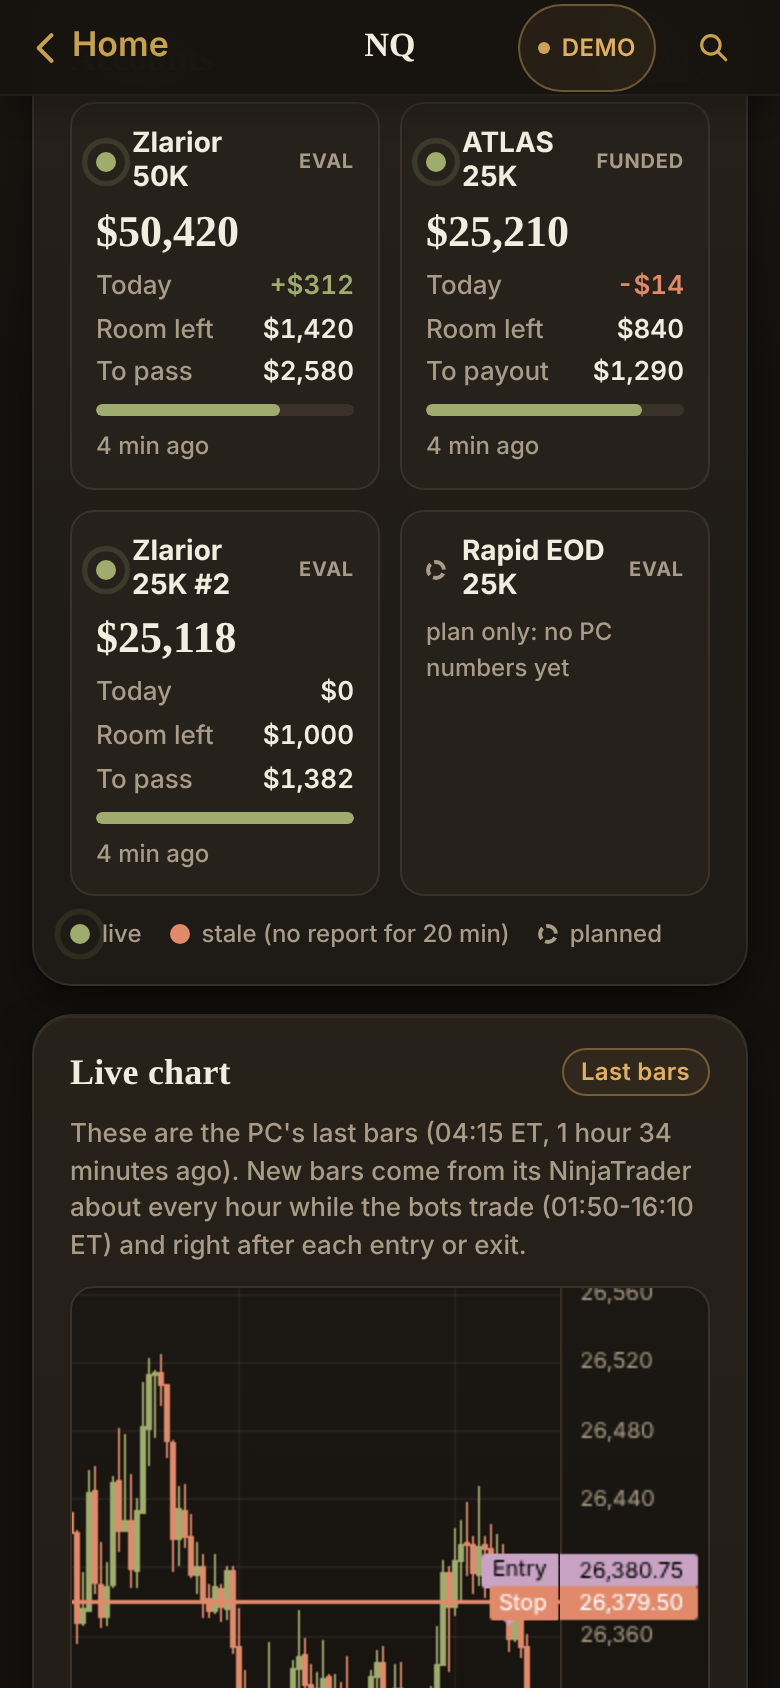 Home
NQ
DEMO
Zlarior
50K
EVAL
$50,420
Today +$312
Room left $1,420
To pass $2,580
4 min ago
ATLAS
25K
FUNDED
$25,210
Today -$14
Room left $840
To payout $1,290
4 min ago
Zlarior
25K #2
EVAL
$25,118
Today $0
Room left $1,000
To pass $1,382
4 min ago
Rapid EOD
25K
EVAL
plan only: no PC
numbers yet
live stale (no report for 20 min) planned
Live chart
Last bars
These are the PC's last bars (04:15 ET, 1 hour 34
minutes ago). New bars come from its NinjaTrader
about every hour while the bots trade (01:50-16:10
ET) and right after each entry or exit.
26,560
26,520
26,480
26,440
Entry 26,380.75
Stop 26,379.50
26,360